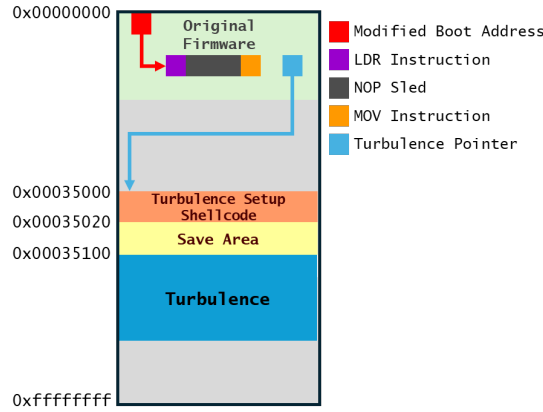 0x00000000
Original
Firmware
Modified Boot Address
LDR Instruction
NOP Sled
MOV Instruction
Turbulence Pointer
0x00035000
Turbulence Setup
Shellcode
0x00035020
Save Area
0x00035100
Turbulence
0xffffffff